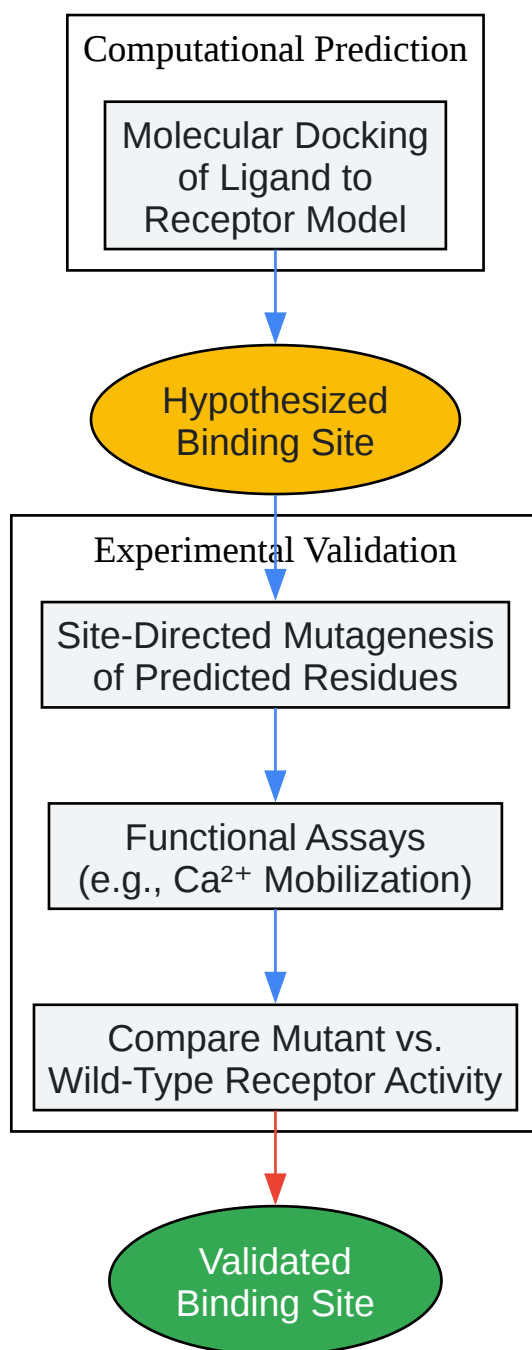 Computational Prediction
Molecular Docking
of Ligand to
Receptor Model
Hypothesized
Binding Site
Experimental Validation
Site-Directed Mutagenesis
of Predicted Residues
Functional Assays
(e.g., Ca²⁺ Mobilization)
Compare Mutant vs.
Wild-Type Receptor Activity
Validated
Binding Site